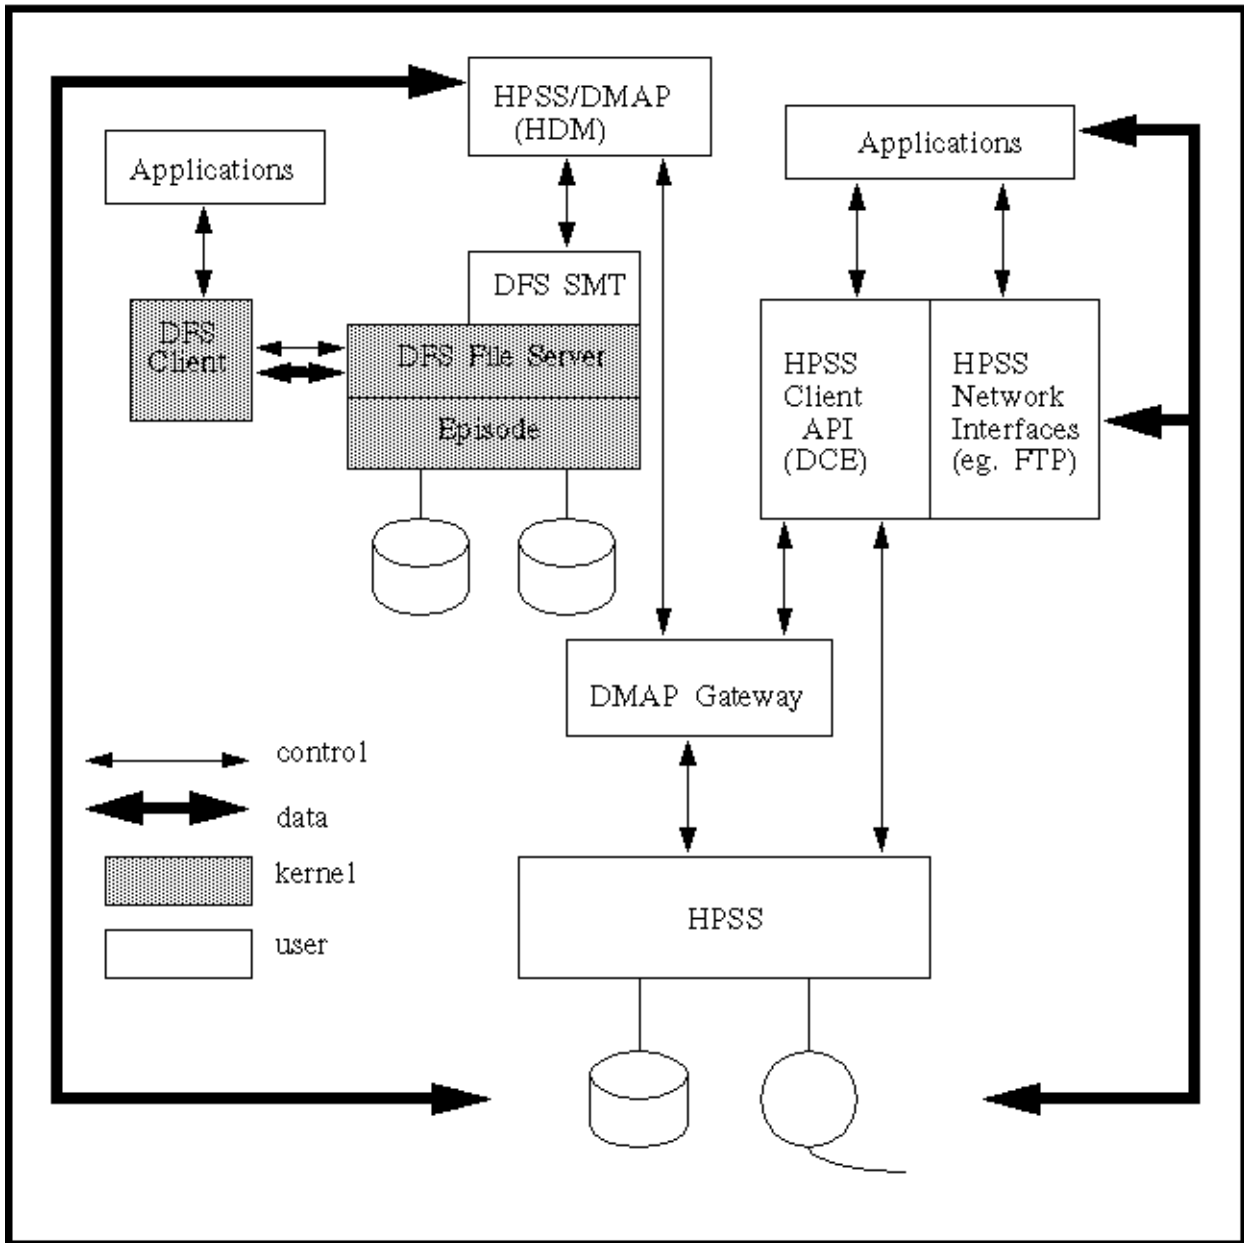 HPSS/DMAP
(HDM)
Applications
Applications
DFS SMT
DFS
Client
DFS File Server
Episode
HPSS
Client
API
(DCE)
HPSS
Network
Interfaces
(eg. FTP)
DMAP Gateway
control
data
kernel
user
HPSS